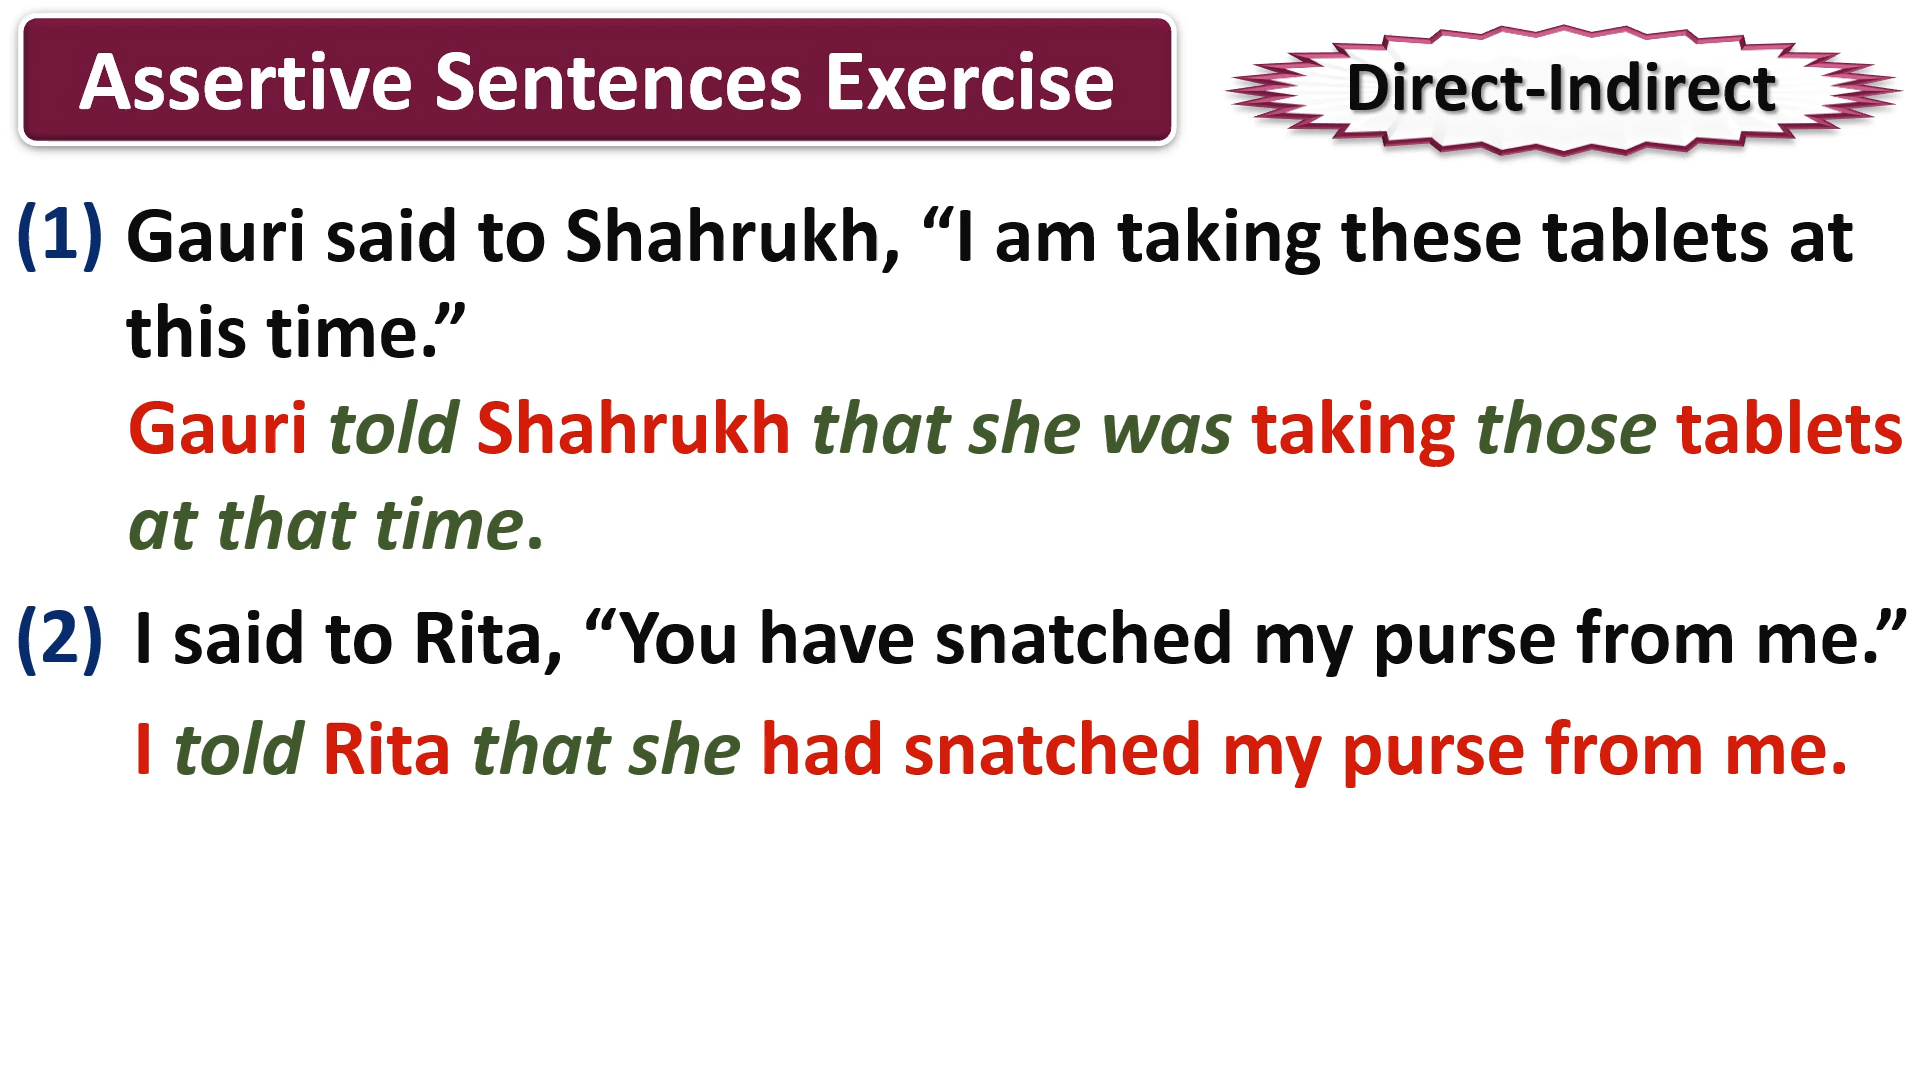 Assertive Sentences Exercise
Direct-Indirect
(1) Gauri said to Shahrukh, “I am taking these tablets at
this time.”
Gauri told Shahrukh that she was taking those tablets
at that time.
(2) I said to Rita, “You have snatched my purse from me.”
I told Rita that she had snatched my purse from me.